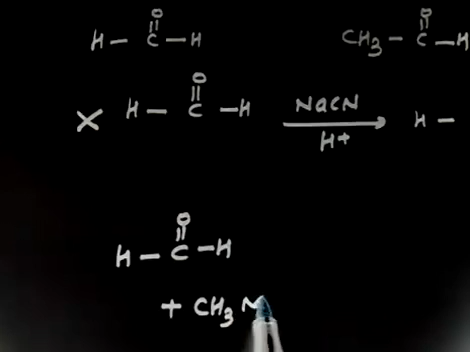 O O
H - C - H CH3 - C - H
O
× H - C - H NaCN H -
H+
O
H - C - H
+ CH3